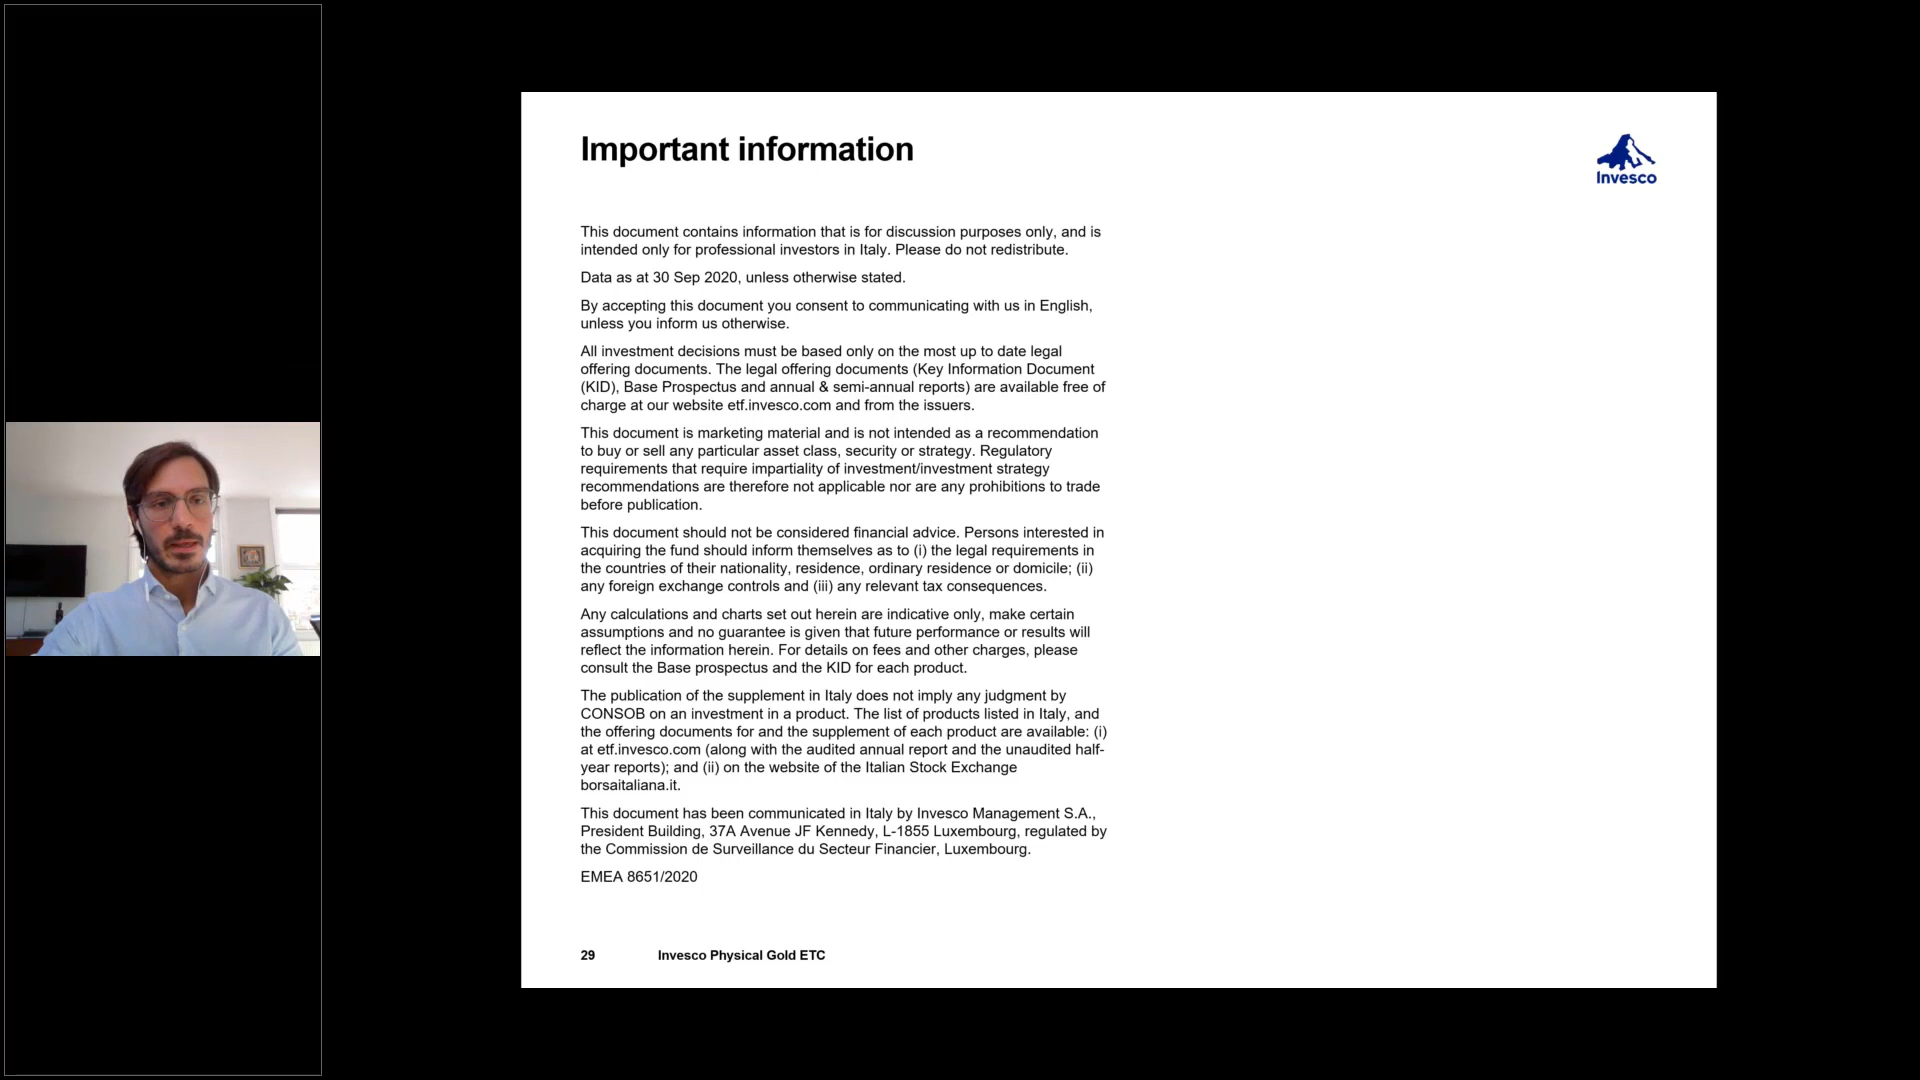 Important information
Invesco
This document contains information that is for discussion purposes only, and is
intended only for professional investors in Italy. Please do not redistribute.
Data as at 30 Sep 2020, unless otherwise stated.
By accepting this document you consent to communicating with us in English,
unless you inform us otherwise.
All investment decisions must be based only on the most up to date legal
offering documents. The legal offering documents (Key Information Document
(KID), Base Prospectus and annual & semi-annual reports) are available free of
charge at our website etf.invesco.com and from the issuers.
This document is marketing material and is not intended as a recommendation
to buy or sell any particular asset class, security or strategy. Regulatory
requirements that require impartiality of investment/investment strategy
recommendations are therefore not applicable nor are any prohibitions to trade
before publication.
This document should not be considered financial advice. Persons interested in
acquiring the fund should inform themselves as to (i) the legal requirements in
the countries of their nationality, residence, ordinary residence or domicile; (ii)
any foreign exchange controls and (iii) any relevant tax consequences.
Any calculations and charts set out herein are indicative only, make certain
assumptions and no guarantee is given that future performance or results will
reflect the information herein. For details on fees and other charges, please
consult the Base prospectus and the KID for each product.
The publication of the supplement in Italy does not imply any judgment by
CONSOB on an investment in a product. The list of products listed in Italy, and
the offering documents for and the supplement of each product are available: (i)
at etf.invesco.com (along with the audited annual report and the unaudited half-
year reports); and (ii) on the website of the Italian Stock Exchange
borsaitaliana.it.
This document has been communicated in Italy by Invesco Management S.A.,
President Building, 37A Avenue JF Kennedy, L-1855 Luxembourg, regulated by
the Commission de Surveillance du Secteur Financier, Luxembourg.
EMEA 8651/2020
29 Invesco Physical Gold ETC